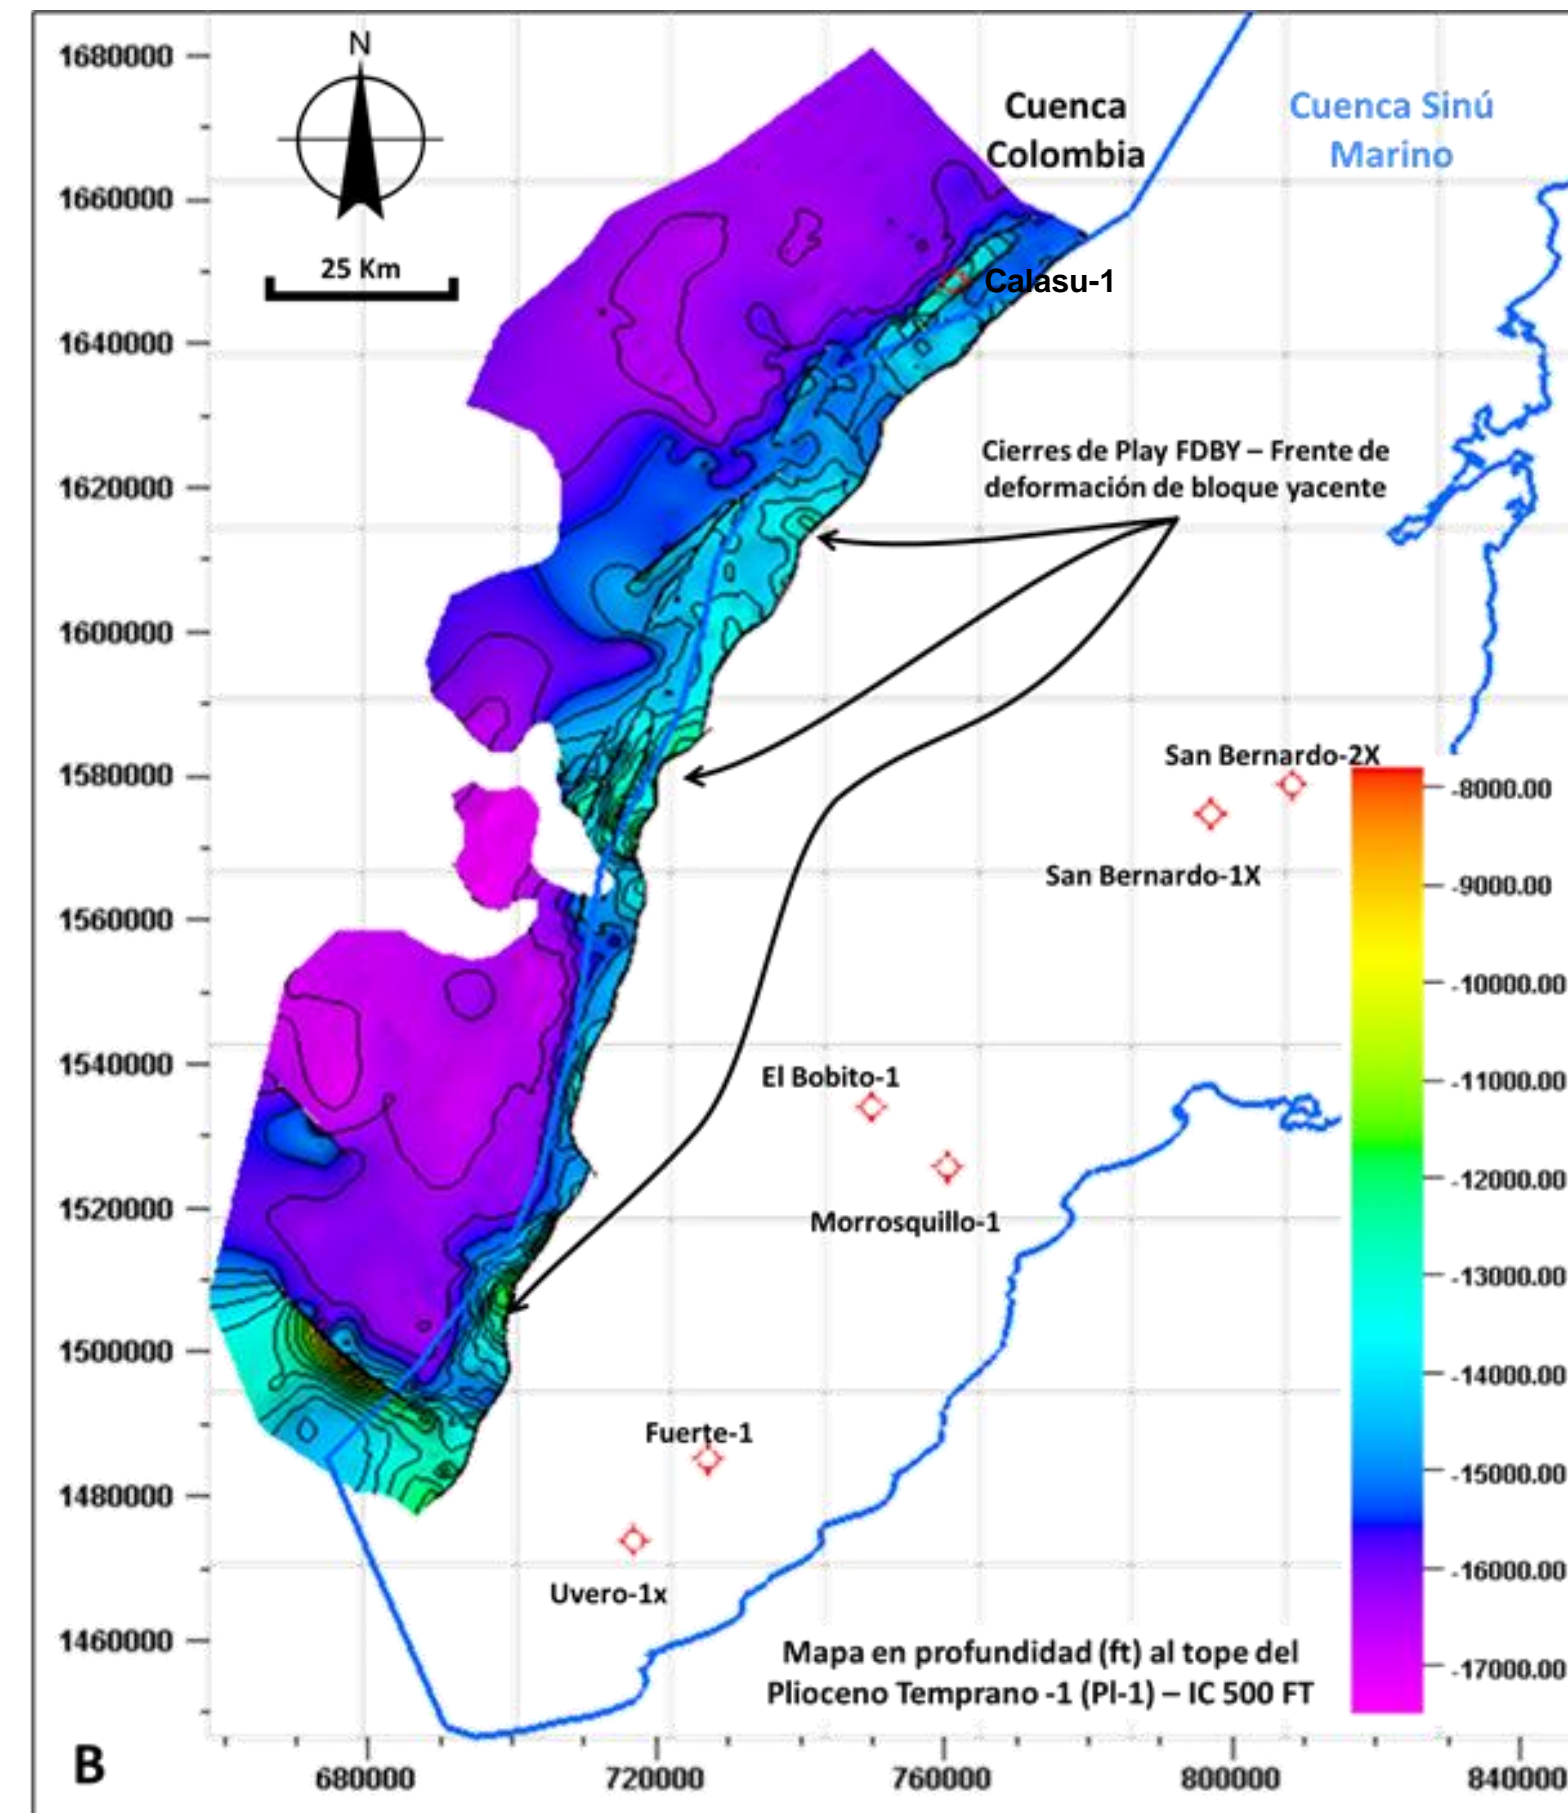 N
25 Km
Cuenca
Colombia
Cuenca Sinú
Marino
Calasu-1
Cierres de Play FDBY – Frente de
deformación de bloque yacente
San Bernardo-2X
San Bernardo-1X
El Bobito-1
Morrosquillo-1
Fuerte-1
Uvero-1x
Mapa en profundidad (ft) al tope del
Plioceno Temprano -1 (Pl-1) – IC 500 FT
B
1680000
1660000
1640000
1620000
1600000
1580000
1560000
1540000
1520000
1500000
1480000
1460000
680000
720000
760000
800000
840000
-8000.00
-9000.00
-10000.00
-11000.00
-12000.00
-13000.00
-14000.00
-15000.00
-16000.00
-17000.00